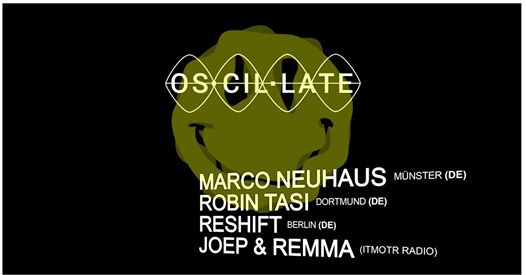 OS·CIL·LATE
MARCO NEUHAUS MÜNSTER (DE)
ROBIN TASI DORTMUND (DE)
RESHIFT BERLIN (DE)
JOEP & REMMA (ITMOTR RADIO)